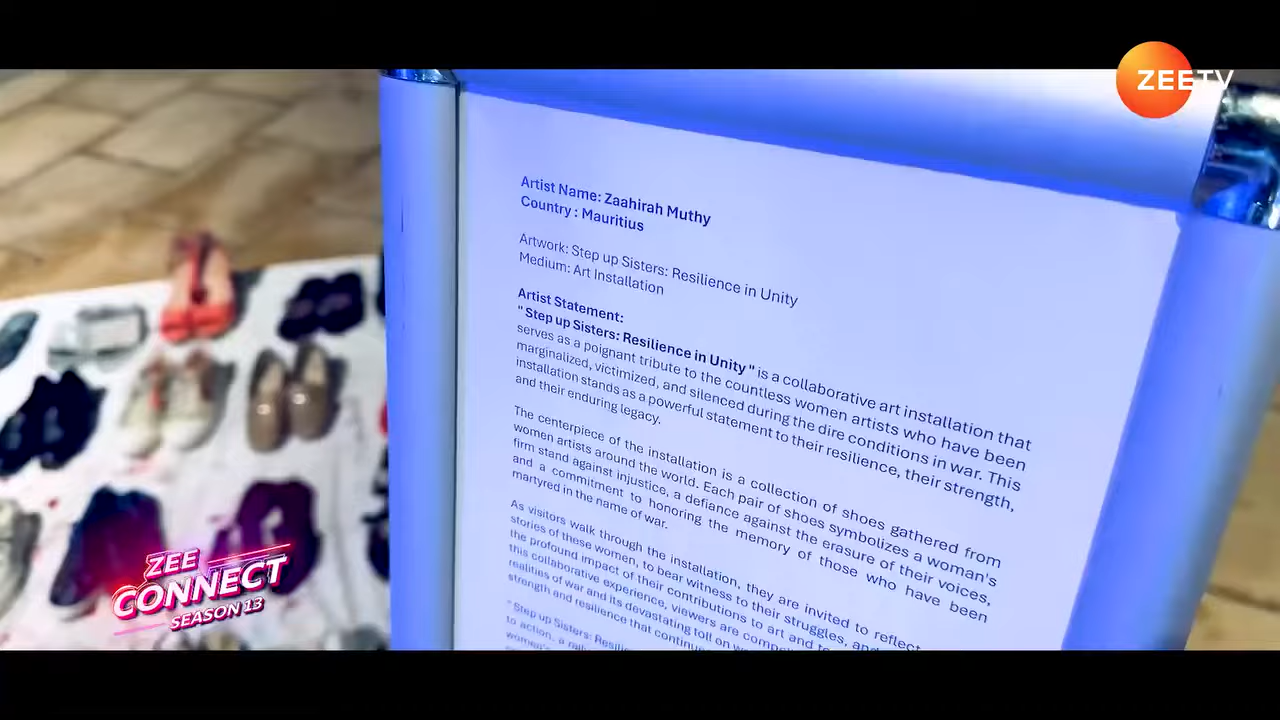 ZEE TV
Artist Name: Zaahirah Muthy
Country : Mauritius
Artwork: Step up Sisters: Resilience in Unity
Medium: Art Installation
Artist Statement:
" Step up Sisters: Resilience in Unity " is a collaborative art installation that
serves as a poignant tribute to the countless women artists who have been
marginalized, victimized, and silenced during the dire conditions in war. This
installation stands as a powerful statement to their resilience, their strength,
and their enduring legacy.
The centerpiece of the installation is a collection of shoes gathered from
women artists around the world. Each pair of shoes symbolizes a woman's
firm stand against injustice, a defiance against the erasure of their voices,
and a commitment to honoring the memory of those who have been
martyred in the name of war.
As visitors walk through the installation, they are invited to reflect
stories of these women, to bear witness to their struggles, and
the profound impact of their contributions to art and
this collaborative experience, viewers are
realities of war and its devastating toll on
strength and resilience that
" Step up Sisters:
to action, a
ZEE
CONNECT
SEASON 13